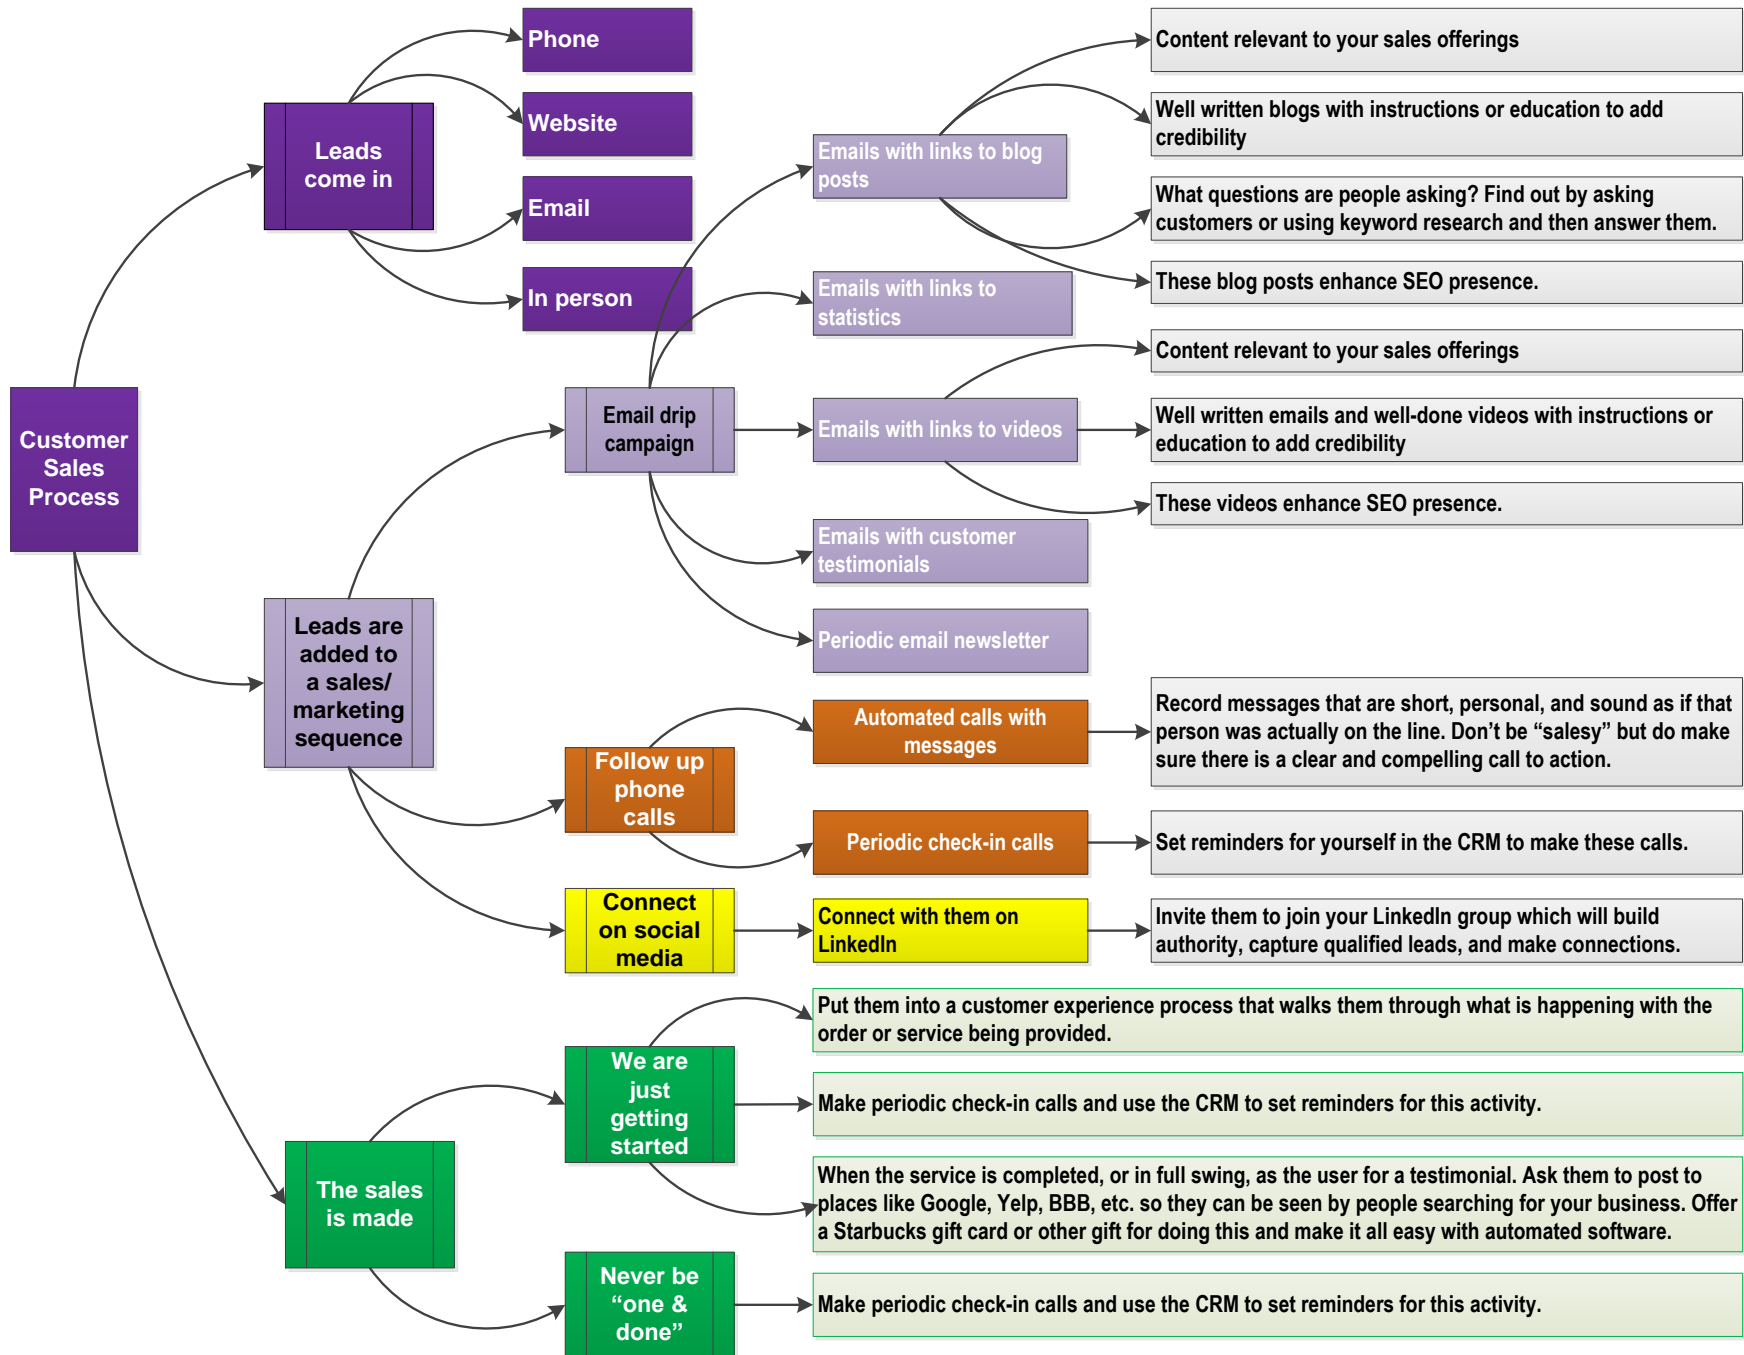 Customer
Sales
Process
Leads
come in
Phone
Website
Email
In person
Leads are
added to
a sales/
marketing
sequence
Email drip
campaign
Emails with links to blog
posts
Content relevant to your sales offerings
Well written blogs with instructions or education to add
credibility
What questions are people asking? Find out by asking
customers or using keyword research and then answer them.
These blog posts enhance SEO presence.
Emails with links to
statistics
Emails with links to videos
Content relevant to your sales offerings
Well written emails and well-done videos with instructions or
education to add credibility
These videos enhance SEO presence.
Emails with customer
testimonials
Periodic email newsletter
Follow up
phone
calls
Automated calls with
messages
Record messages that are short, personal, and sound as if that
person was actually on the line. Don’t be “salesy” but do make
sure there is a clear and compelling call to action.
Periodic check-in calls
Set reminders for yourself in the CRM to make these calls.
Connect
on social
media
Connect with them on
LinkedIn
Invite them to join your LinkedIn group which will build
authority, capture qualified leads, and make connections.
The sales
is made
We are
just
getting
started
Put them into a customer experience process that walks them through what is happening with the
order or service being provided.
Make periodic check-in calls and use the CRM to set reminders for this activity.
When the service is completed, or in full swing, as the user for a testimonial. Ask them to post to
places like Google, Yelp, BBB, etc. so they can be seen by people searching for your business. Offer
a Starbucks gift card or other gift for doing this and make it all easy with automated software.
Never be
“one &
done”
Make periodic check-in calls and use the CRM to set reminders for this activity.